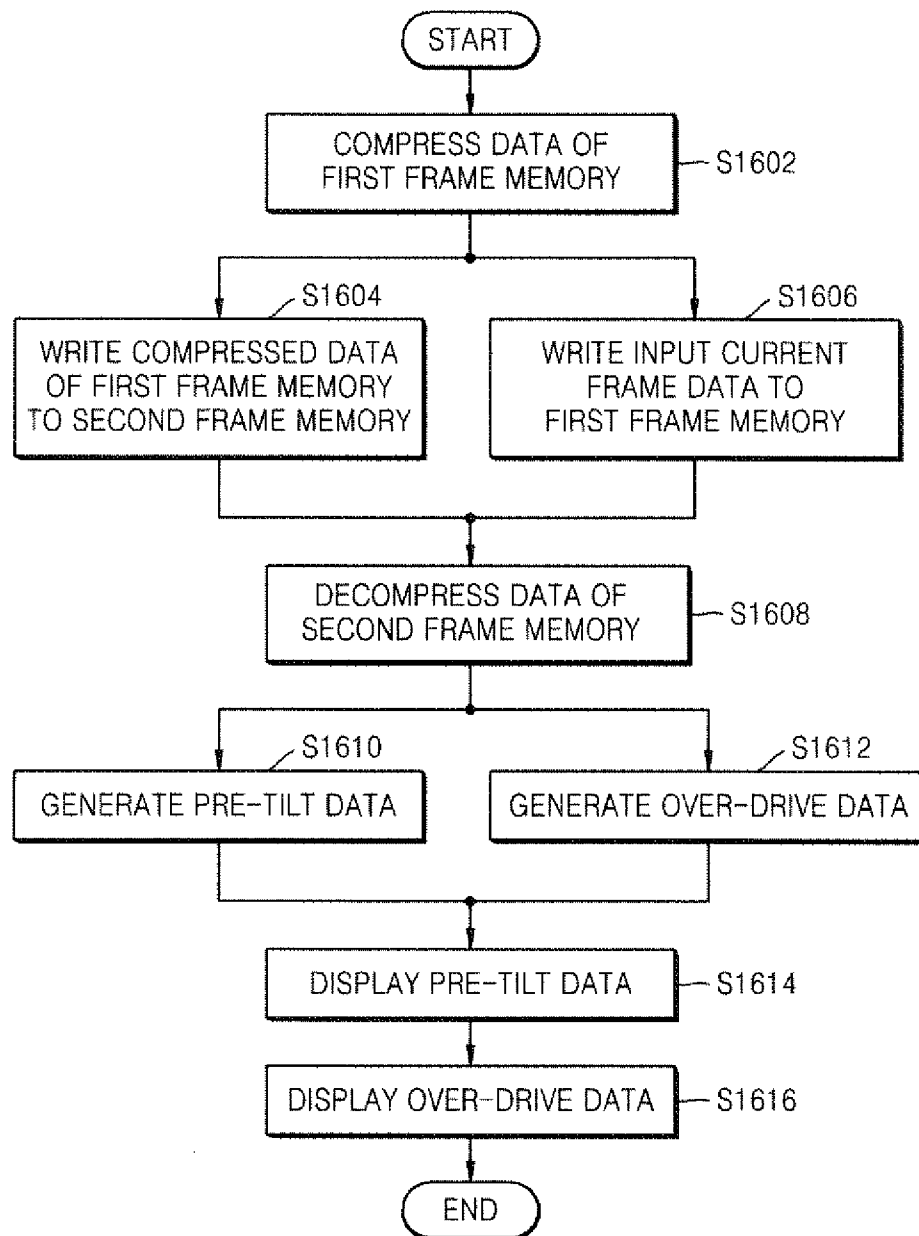 START
COMPRESS DATA OF
FIRST FRAME MEMORY
S1602
S1604
WRITE COMPRESSED DATA
OF FIRST FRAME MEMORY
TO SECOND FRAME MEMORY
S1606
WRITE INPUT CURRENT
FRAME DATA TO
FIRST FRAME MEMORY
DECOMPRESS DATA OF
SECOND FRAME MEMORY
S1608
S1610
GENERATE PRE-TILT DATA
S1612
GENERATE OVER-DRIVE DATA
DISPLAY PRE-TILT DATA
S1614
DISPLAY OVER-DRIVE DATA
S1616
END